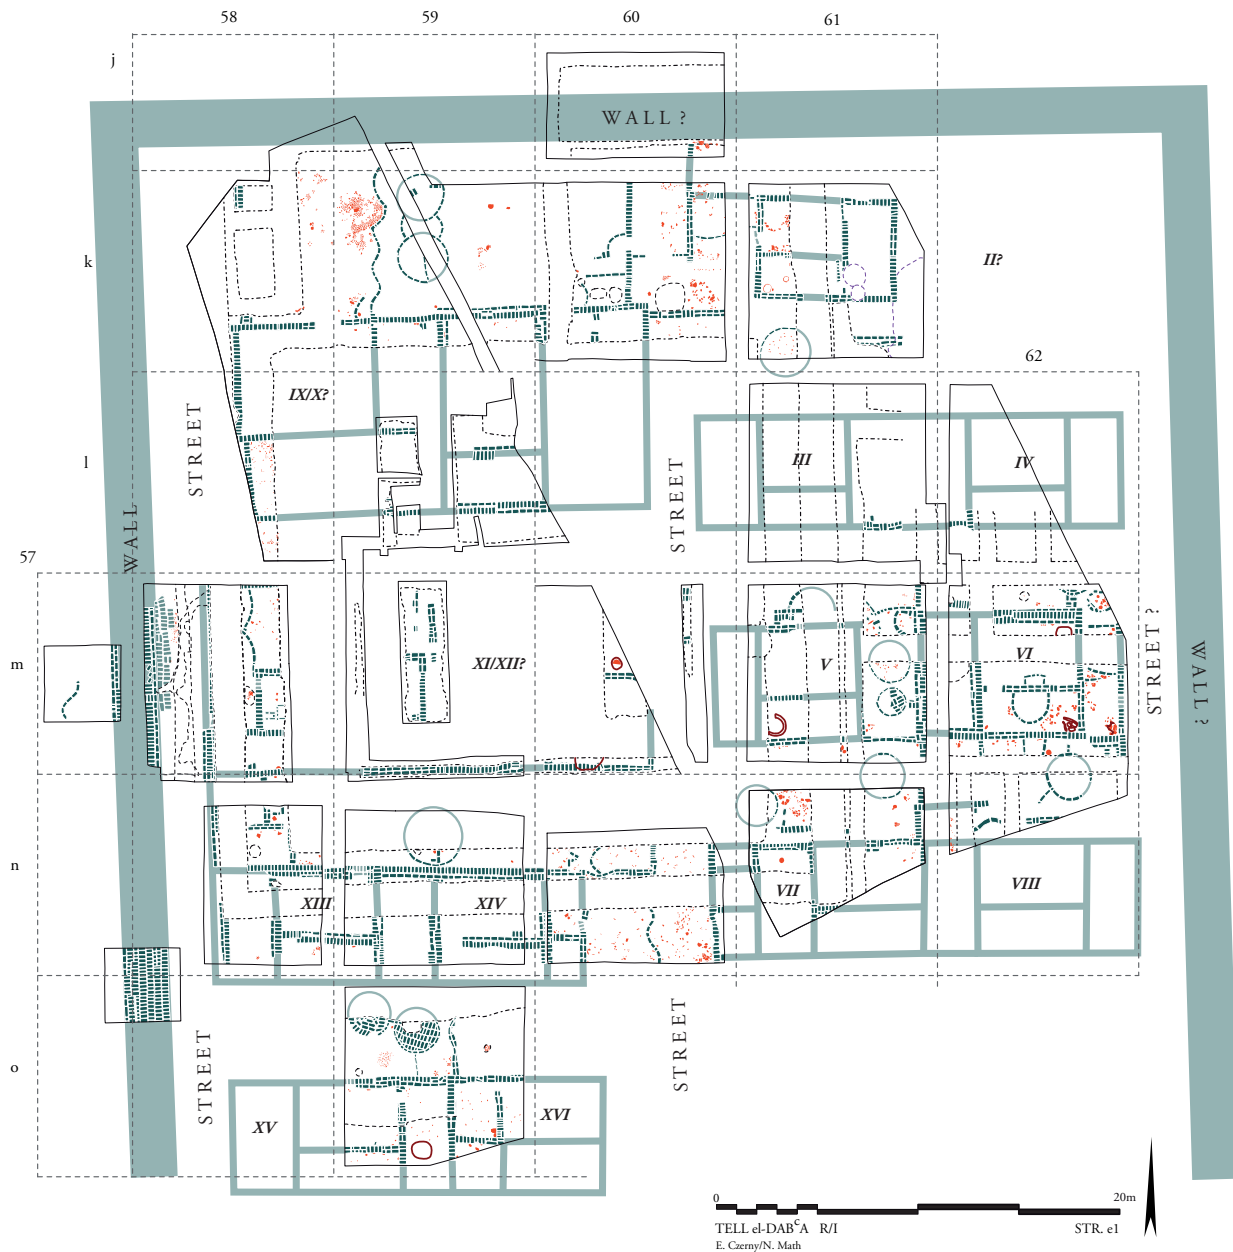 58 59 60 61
j
WALL ?
k
II?
62
IX/X?
STREET
l
III
IV
STREET
WALL
57
m
XI/XII?
V
VI
STREET ?
WALL ?
n
XIII
XIV
VII
VIII
STREET
STREET
o
XV
XVI
0 20m
TELL el-DABᶜA R/I STR. e1
E. Czerny/N. Math